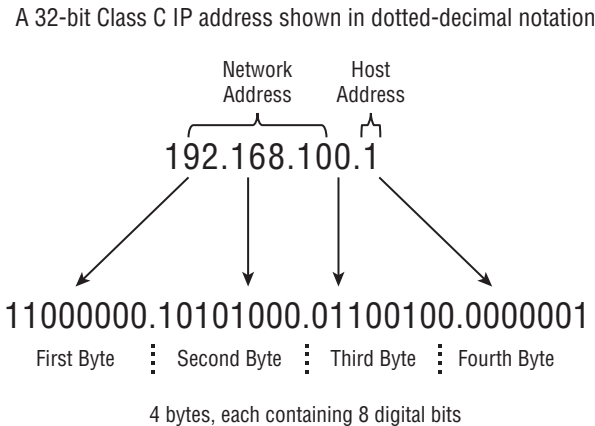 A 32-bit Class C IP address shown in dotted-decimal notation
Network Address
Host Address
192.168.100.1
11000000.10101000.01100100.0000001
First Byte Second Byte Third Byte Fourth Byte
4 bytes, each containing 8 digital bits